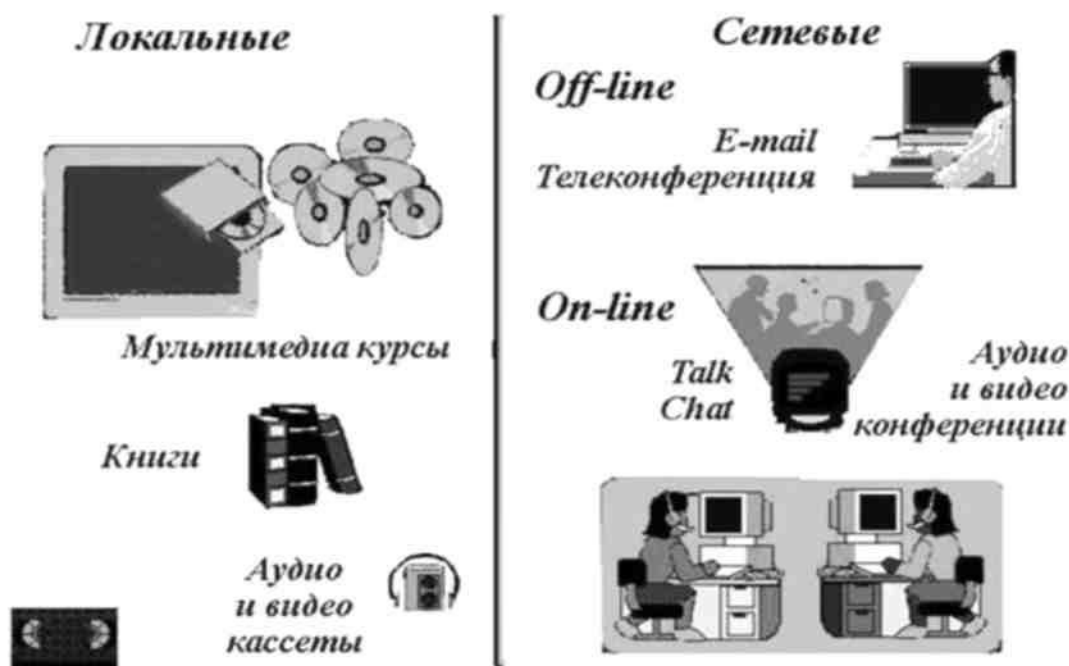 Локальные
Мультимедиа курсы
Книги
Аудио
и видео
кассеты
Сетевые
Off-line
E-mail
Телеконференция
On-line
Talk
Chat
Аудио
и видео
конференции